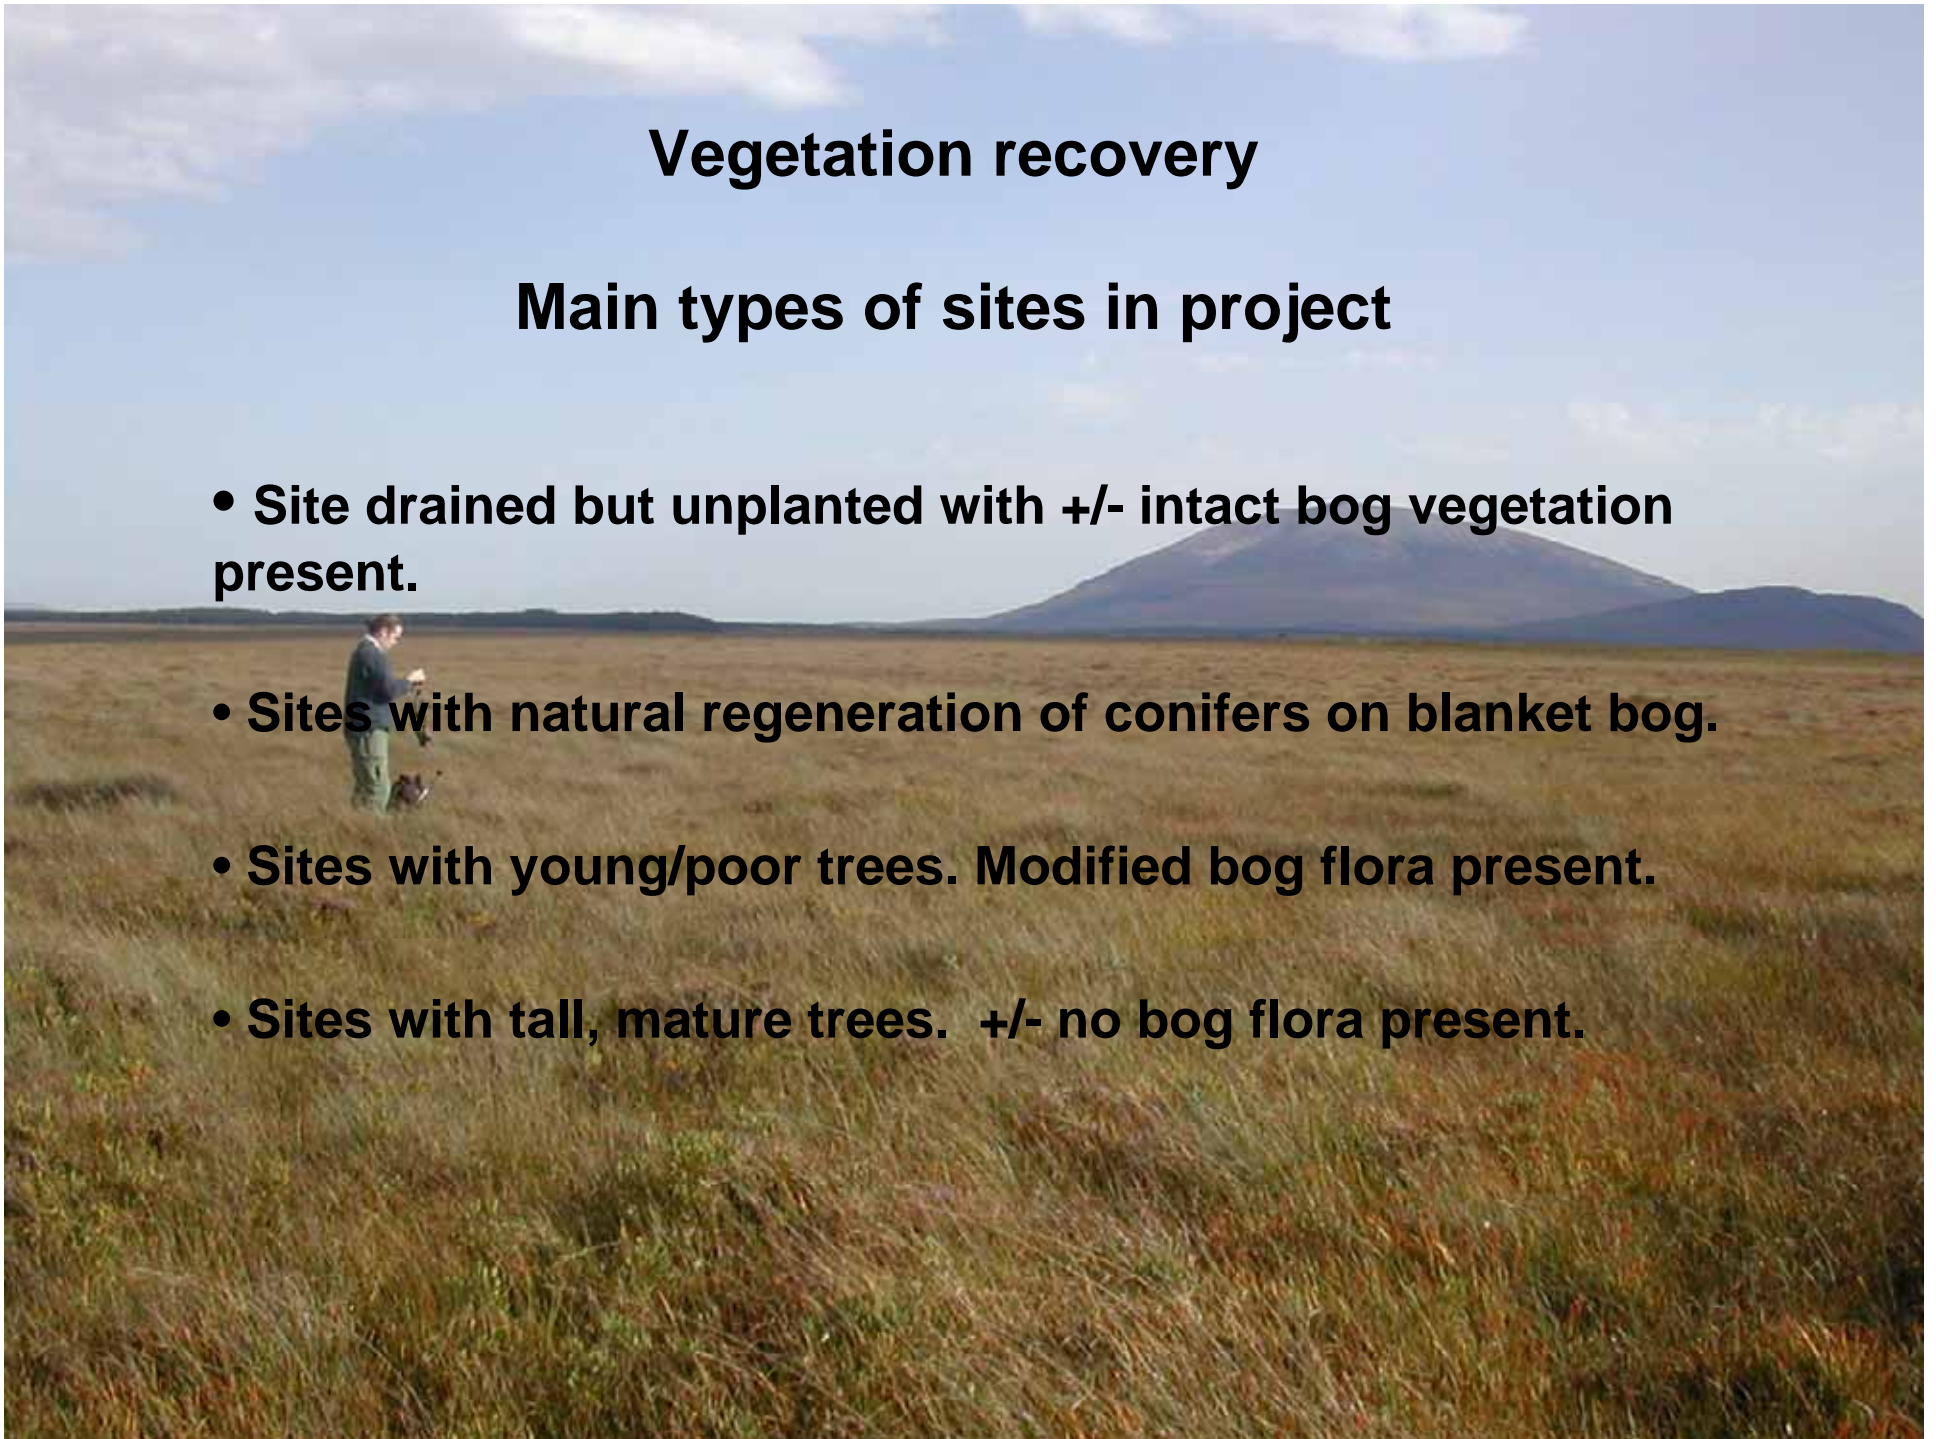 Vegetation recovery
Main types of sites in project
• Site drained but unplanted with +/- intact bog vegetation
present.
• Sites with natural regeneration of conifers on blanket bog.
• Sites with young/poor trees. Modified bog flora present.
• Sites with tall, mature trees.  +/- no bog flora present.